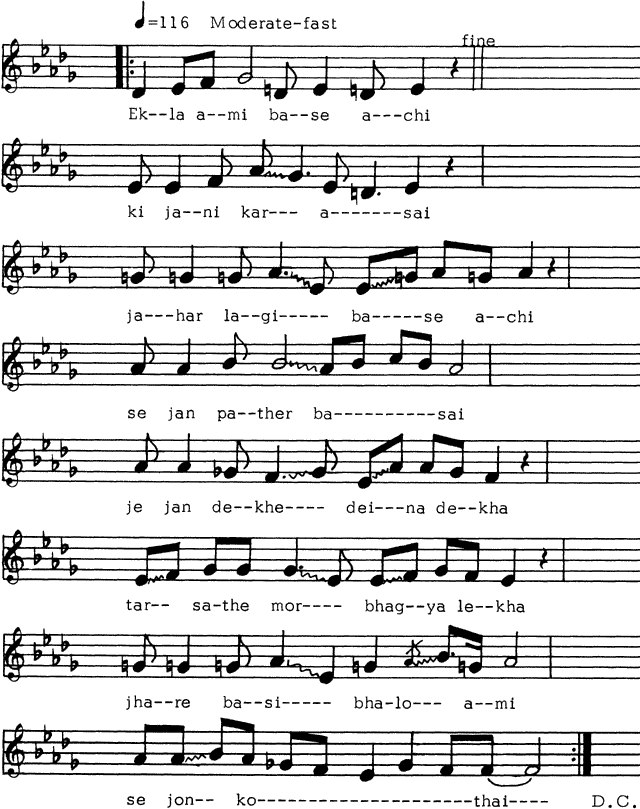 ♩=116 Moderate-fast
fine
Ek--la a--mi ba--se a---chi
ki ja--ni kar--- a-------sai
ja---har la--gi----- ba-----se a--chi
se jan pa--ther ba----------sai
je jan de--khe---- dei---na de--kha
tar-- sa-the mor---- bhag--ya le--kha
jha--re ba--si----- bha-lo--- a--mi
se jon-- ko---------------------thai---- D.C.